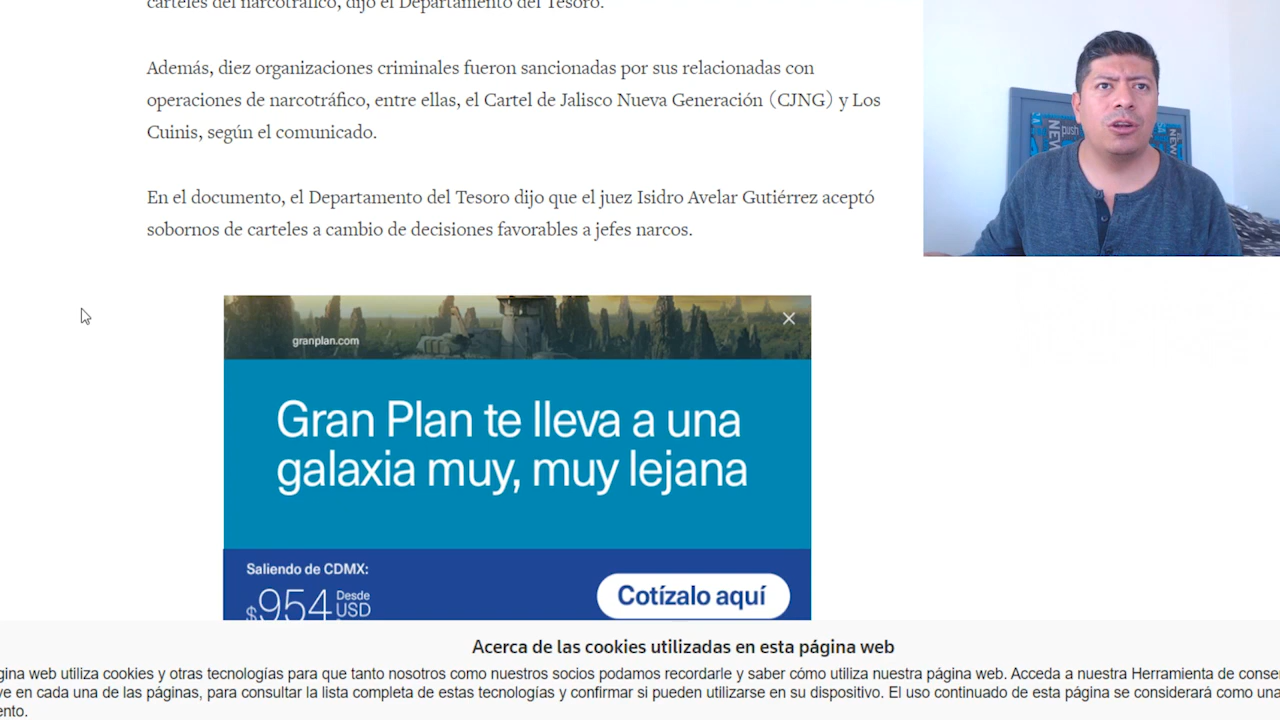 carteles del narcotráfico, dijo el Departamento del Tesoro.
Además, diez organizaciones criminales fueron sancionadas por sus relacionadas con
operaciones de narcotráfico, entre ellas, el Cartel de Jalisco Nueva Generación (CJNG) y Los
Cuinis, según el comunicado.
En el documento, el Departamento del Tesoro dijo que el juez Isidro Avelar Gutiérrez aceptó
sobornos de carteles a cambio de decisiones favorables a jefes narcos.
push
NEW
NEW
granplan.com
Gran Plan te lleva a una
galaxia muy, muy lejana
Saliendo de CDMX:
$954 Desde
USD
Cotízalo aquí
Acerca de las cookies utilizadas en esta página web
gina web utiliza cookies y otras tecnologías para que tanto nosotros como nuestros socios podamos recordarle y saber cómo utiliza nuestra página web. Acceda a nuestra Herramienta de conse
ye en cada una de las páginas, para consultar la lista completa de estas tecnologías y confirmar si pueden utilizarse en su dispositivo. El uso continuado de esta página se considerará como una
ento.